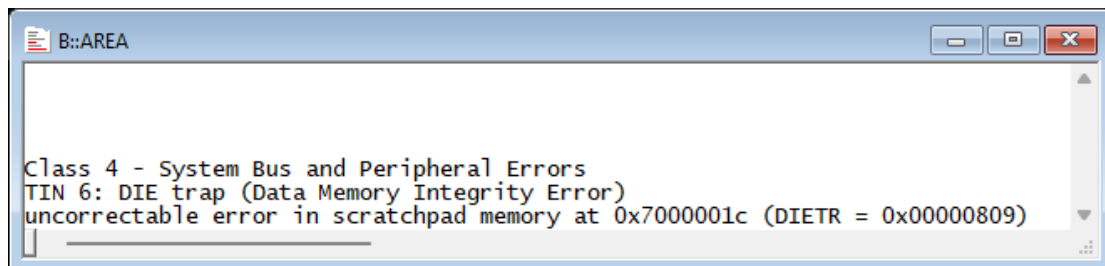 B::AREA
Class 4 - System Bus and Peripheral Errors
TIN 6: DIE trap (Data Memory Integrity Error)
uncorrectable error in scratchpad memory at 0x7000001c (DIETR = 0x00000809)